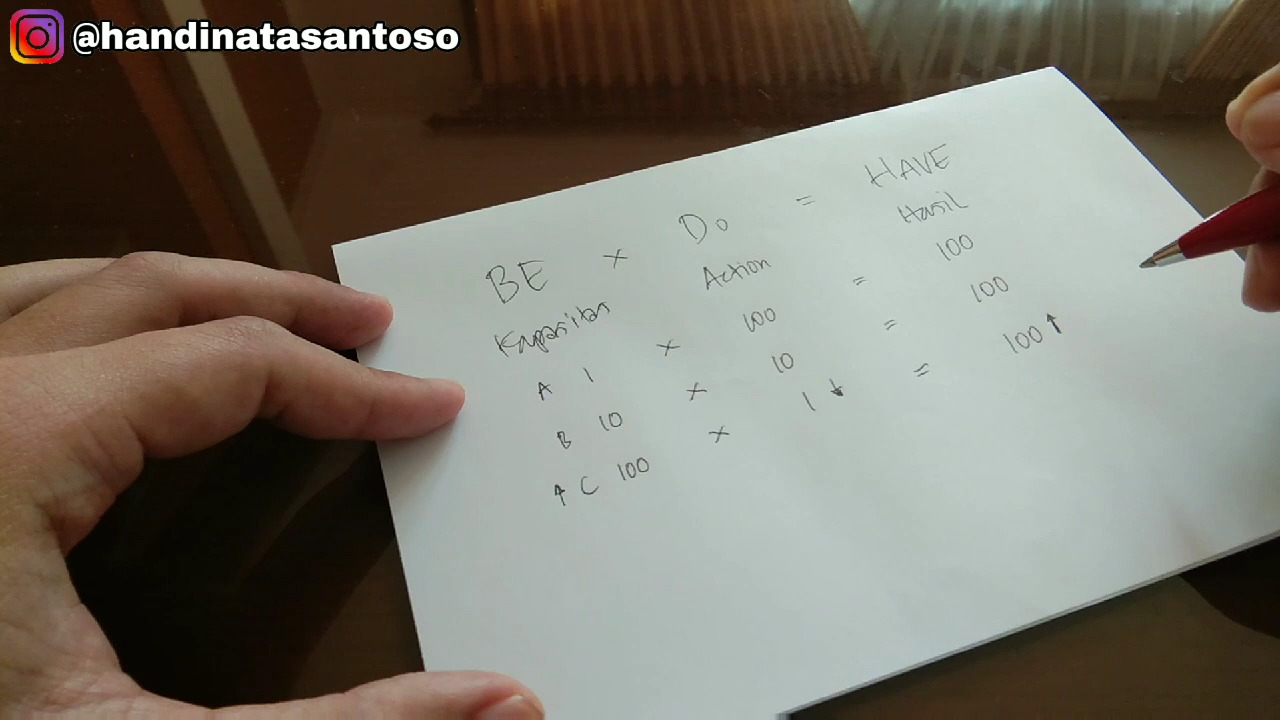 @handinatasantoso
BE x Do = HAVE
Kapasitas Action Hasil
A 1 x 100 = 100
B 10 x 10 = 100
↑ C 100 x 1 ↓ = 100 ↑